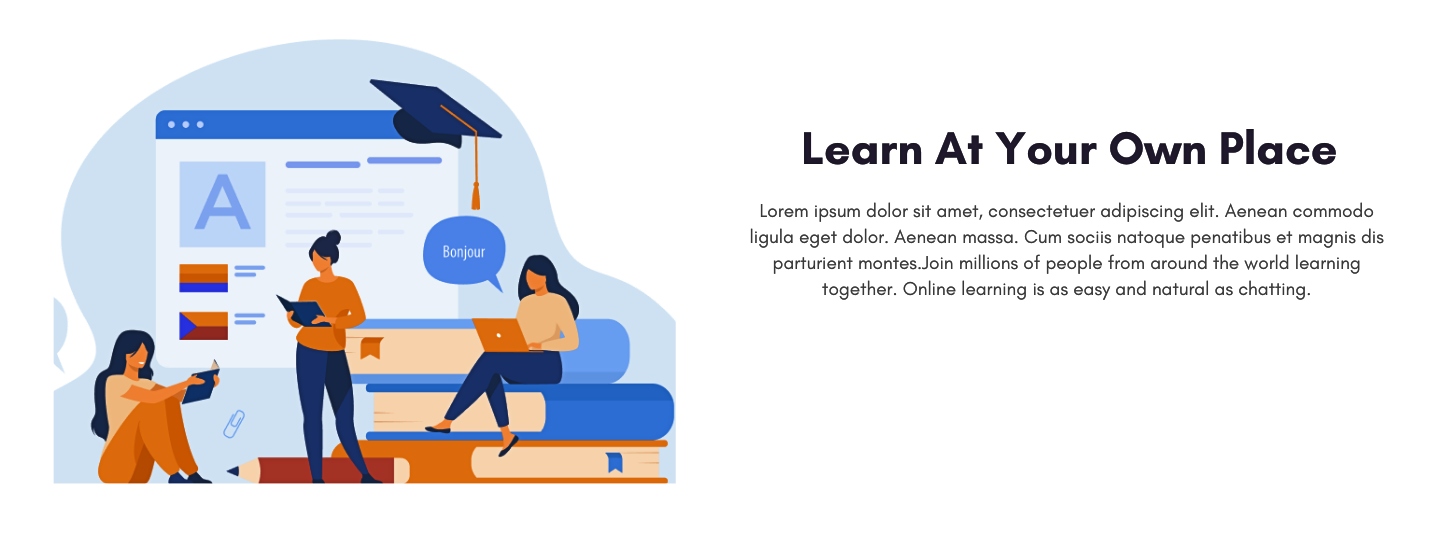 A
Bonjour
Learn At Your Own Place
Lorem ipsum dolor sit amet, consectetuer adipiscing elit. Aenean commodo
ligula eget dolor. Aenean massa. Cum sociis natoque penatibus et magnis dis
parturient montes.Join millions of people from around the world learning
together. Online learning is as easy and natural as chatting.